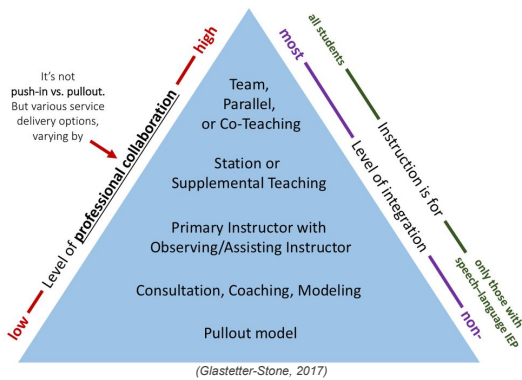 It's not
push-in vs. pullout.
But various service
delivery options,
varying by
low Level of professional collaboration high
Team,
Parallel,
or Co-Teaching
Station or
Supplemental Teaching
Primary Instructor with
Observing/Assisting Instructor
Consultation, Coaching, Modeling
Pullout model
most Level of integration non-
all students Instruction is for only those with
speech–language IEP
(Glastetter-Stone, 2017)